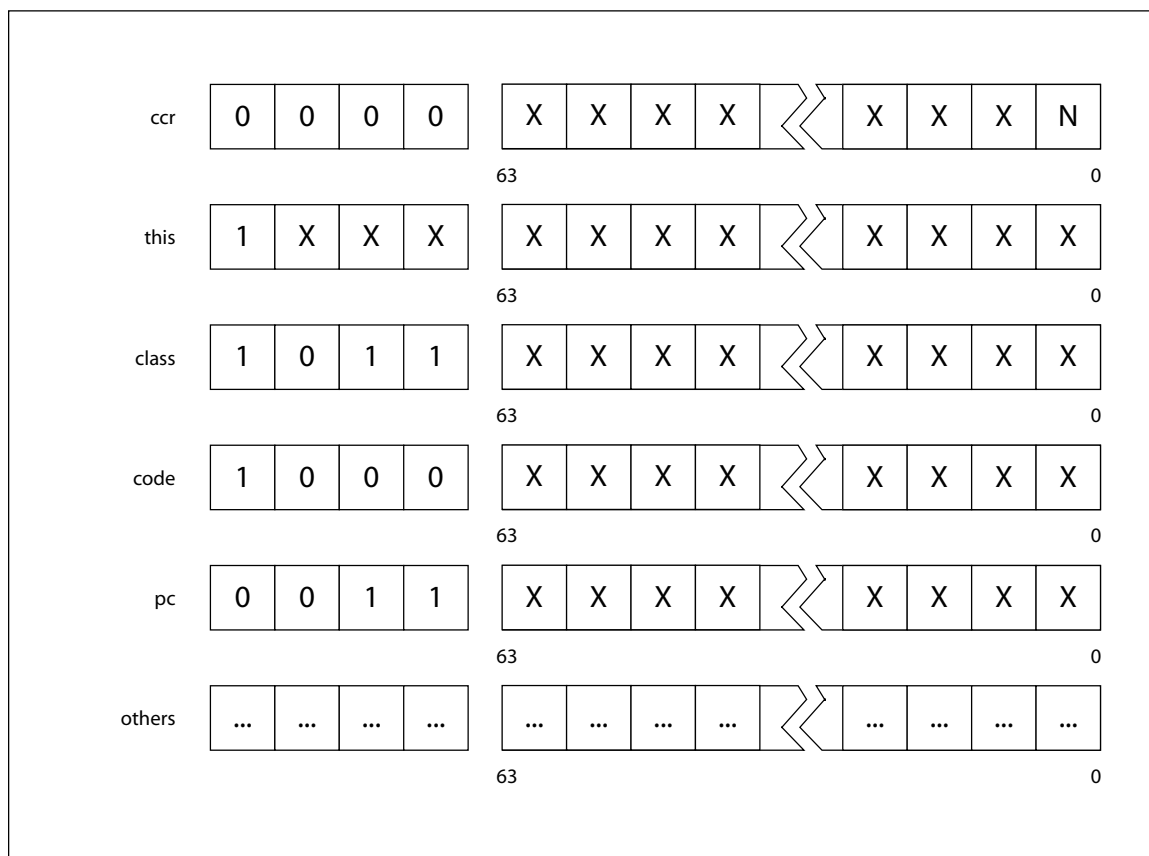 ccr 0 0 0 0 X X X X X X X N
63 0
this 1 X X X X X X X X X X X
63 0
class 1 0 1 1 X X X X X X X X
63 0
code 1 0 0 0 X X X X X X X X
63 0
pc 0 0 1 1 X X X X X X X X
63 0
others ... ... ... ... ... ... ... ... ... ... ... ...
63 0